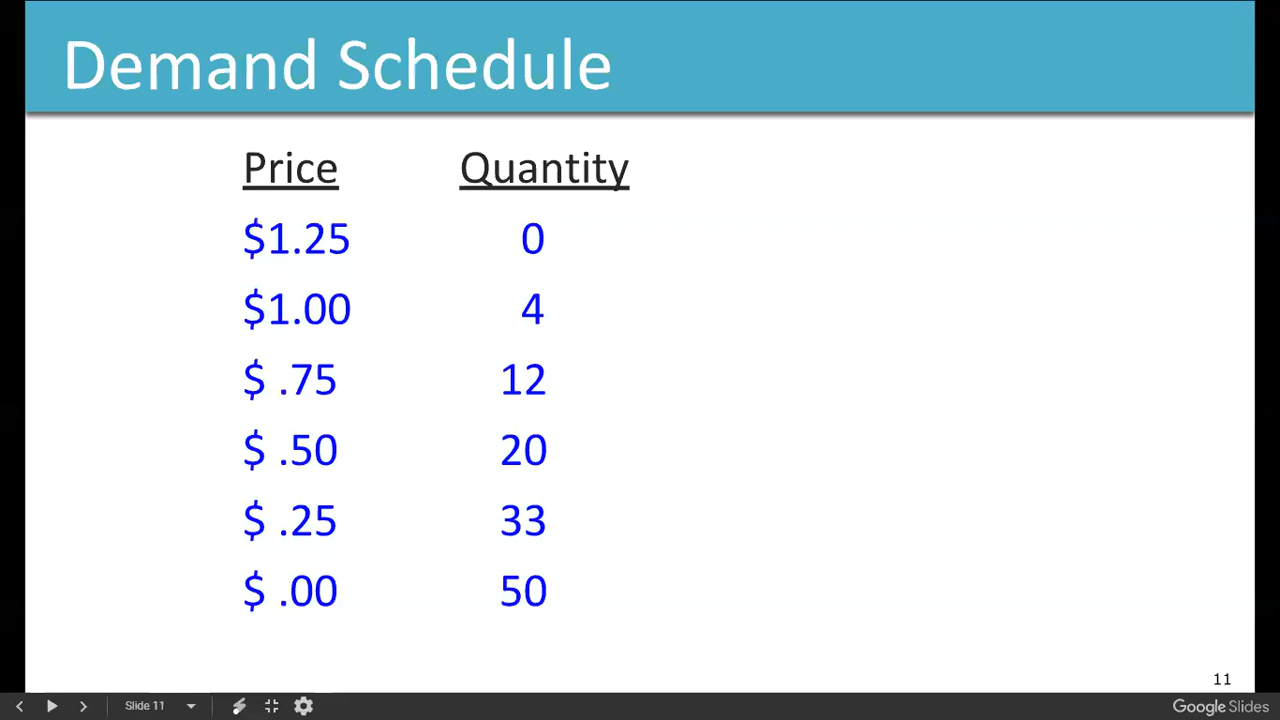 Demand Schedule
Price Quantity
$1.25 0
$1.00 4
$ .75 12
$ .50 20
$ .25 33
$ .00 50
11
Slide 11
Google Slides